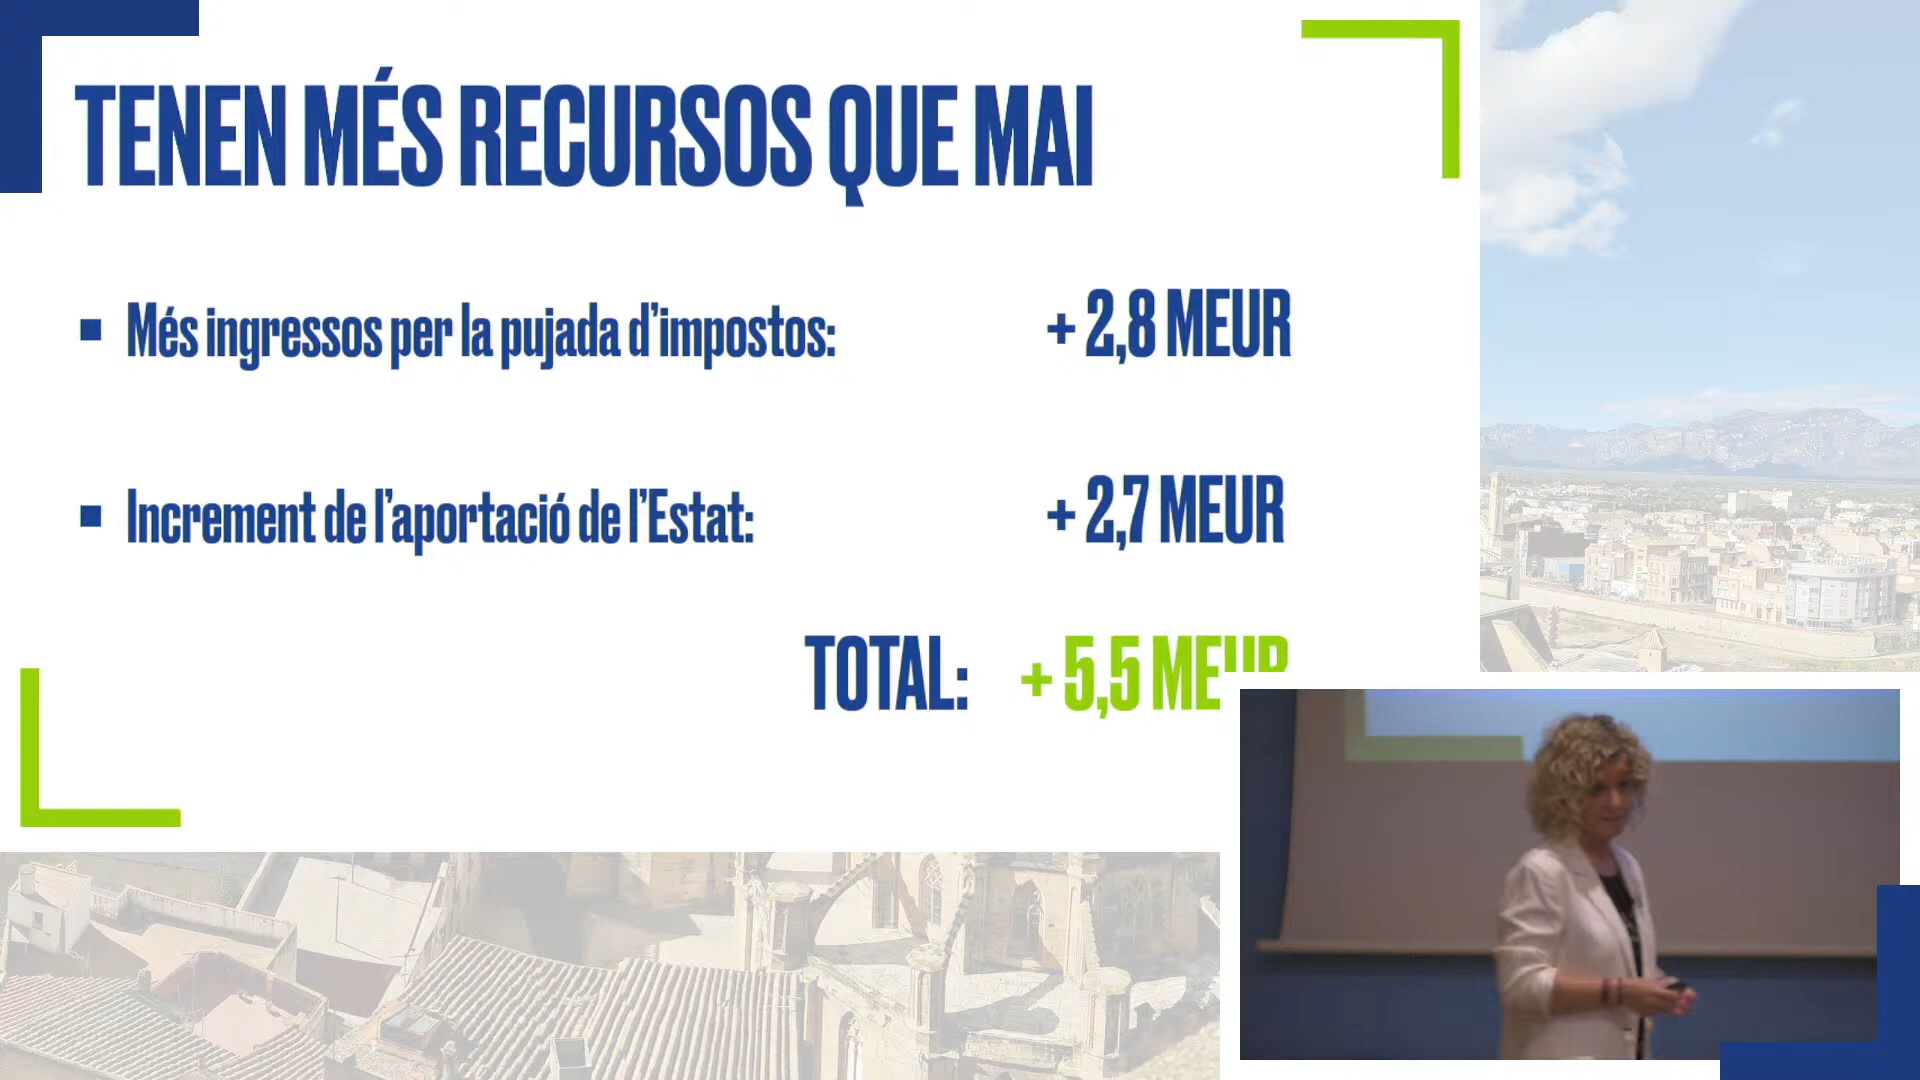 TENEN MÉS RECURSOS QUE MAI
▪ Més ingressos per la pujada d'impostos: + 2,8 MEUR
▪ Increment de l'aportació de l'Estat: + 2,7 MEUR
TOTAL: + 5,5 MEUR